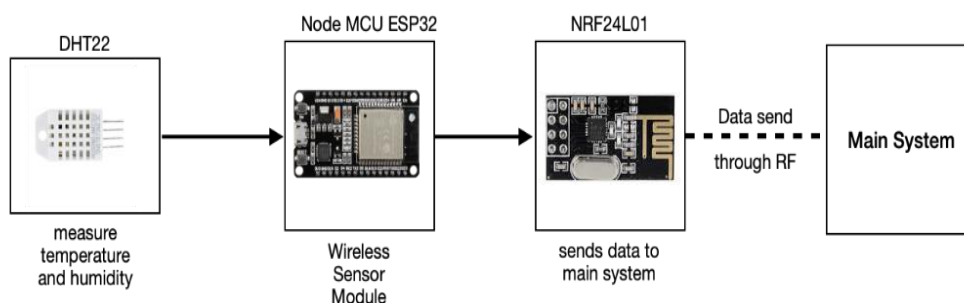 DHT22
measure
temperature
and humidity
Node MCU ESP32
Wireless
Sensor
Module
NRF24L01
sends data to
main system
Data send
through RF
Main System